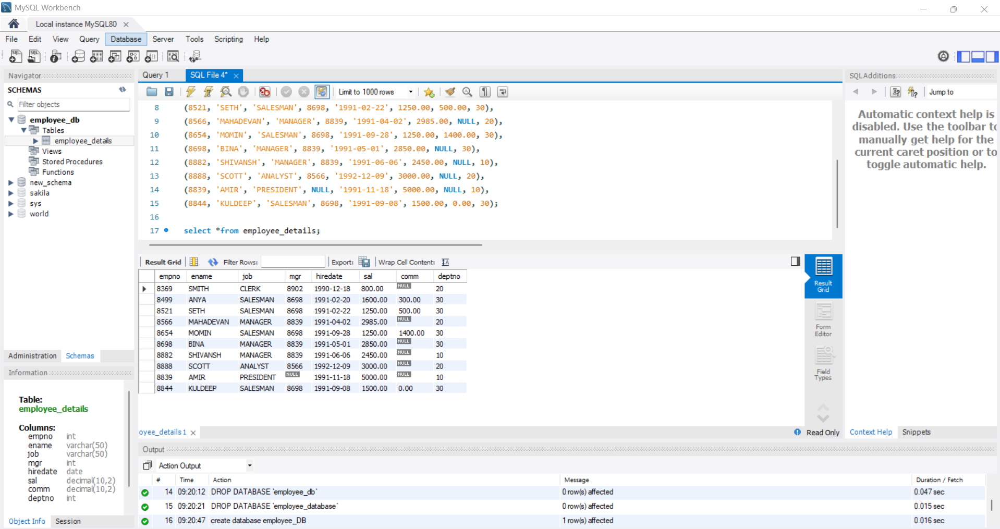 MySQL Workbench
Local instance MySQL80
File Edit View Query Database Server Tools Scripting Help
Navigator
SCHEMAS
Filter objects
employee_db
Tables
employee_details
Views
Stored Procedures
Functions
new_schema
sakila
sys
world
Administration Schemas
Information
Table:
employee_details
Columns:
empno int
ename varchar(50)
job varchar(50)
mgr int
hiredate date
sal decimal(10,2)
comm decimal(10,2)
deptno int
Object Info Session
Query 1 SQL File 4*
Limit to 1000 rows
8 (8521, 'SETH', 'SALESMAN', 8698, '1991-02-22', 1250.00, 500.00, 30),
9 (8566, 'MAHADEVAN', 'MANAGER', 8839, '1991-04-02', 2985.00, NULL, 20),
10 (8654, 'MOMIN', 'SALESMAN', 8698, '1991-09-28', 1250.00, 1400.00, 30),
11 (8698, 'BINA', 'MANAGER', 8839, '1991-05-01', 2850.00, NULL, 30),
12 (8882, 'SHIVANSH', 'MANAGER', 8839, '1991-06-06', 2450.00, NULL, 10),
13 (8888, 'SCOTT', 'ANALYST', 8566, '1992-12-09', 3000.00, NULL, 20),
14 (8839, 'AMIR', 'PRESIDENT', NULL, '1991-11-18', 5000.00, NULL, 10),
15 (8844, 'KULDEEP', 'SALESMAN', 8698, '1991-09-08', 1500.00, 0.00, 30);
16
17 select *from employee_details;
Result Grid Filter Rows: Export: Wrap Cell Content:
empno ename job mgr hiredate sal comm deptno
8369 SMITH CLERK 8902 1990-12-18 800.00 NULL 20
8499 ANYA SALESMAN 8698 1991-02-20 1600.00 300.00 30
8521 SETH SALESMAN 8698 1991-02-22 1250.00 500.00 30
8566 MAHADEVAN MANAGER 8839 1991-04-02 2985.00 NULL 20
8654 MOMIN SALESMAN 8698 1991-09-28 1250.00 1400.00 30
8698 BINA MANAGER 8839 1991-05-01 2850.00 NULL 30
8882 SHIVANSH MANAGER 8839 1991-06-06 2450.00 NULL 10
8888 SCOTT ANALYST 8566 1992-12-09 3000.00 NULL 20
8839 AMIR PRESIDENT NULL 1991-11-18 5000.00 NULL 10
8844 KULDEEP SALESMAN 8698 1991-09-08 1500.00 0.00 30
Result
Grid
Form
Editor
Field
Types
oyee_details 1
Read Only
SQLAdditions
Jump to
Automatic context help is
disabled. Use the toolbar to
manually get help for the
current caret position or to
toggle automatic help.
Context Help Snippets
Output
Action Output
# Time Action Message Duration / Fetch
14 09:20:12 DROP DATABASE `employee_db` 0 row(s) affected 0.047 sec
15 09:20:21 DROP DATABASE `employee_database` 0 row(s) affected 0.015 sec
16 09:20:47 create database employee_DB 1 row(s) affected 0.016 sec